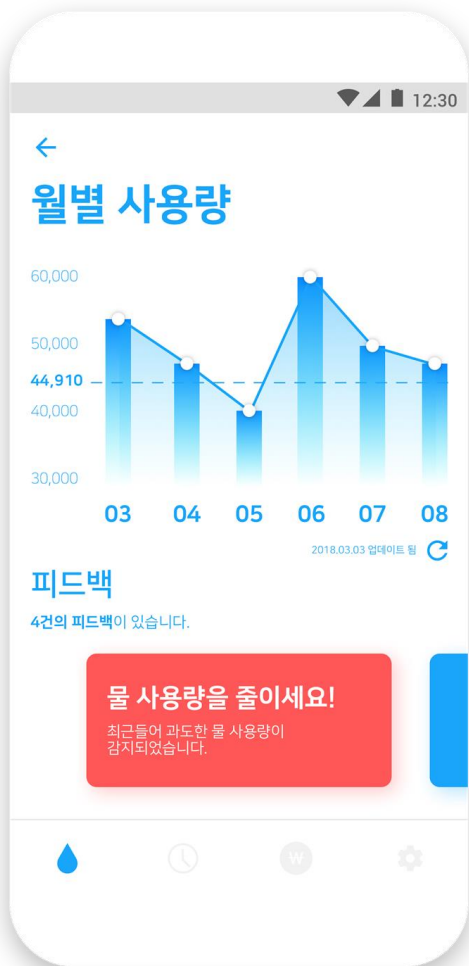 12:30
월별 사용량
60,000
50,000
44,910
40,000
30,000
03 04 05 06 07 08
2018.03.03 업데이트 됨
피드백
4건의 피드백이 있습니다.
물 사용량을 줄이세요!
최근들어 과도한 물 사용량이
감지되었습니다.
₩